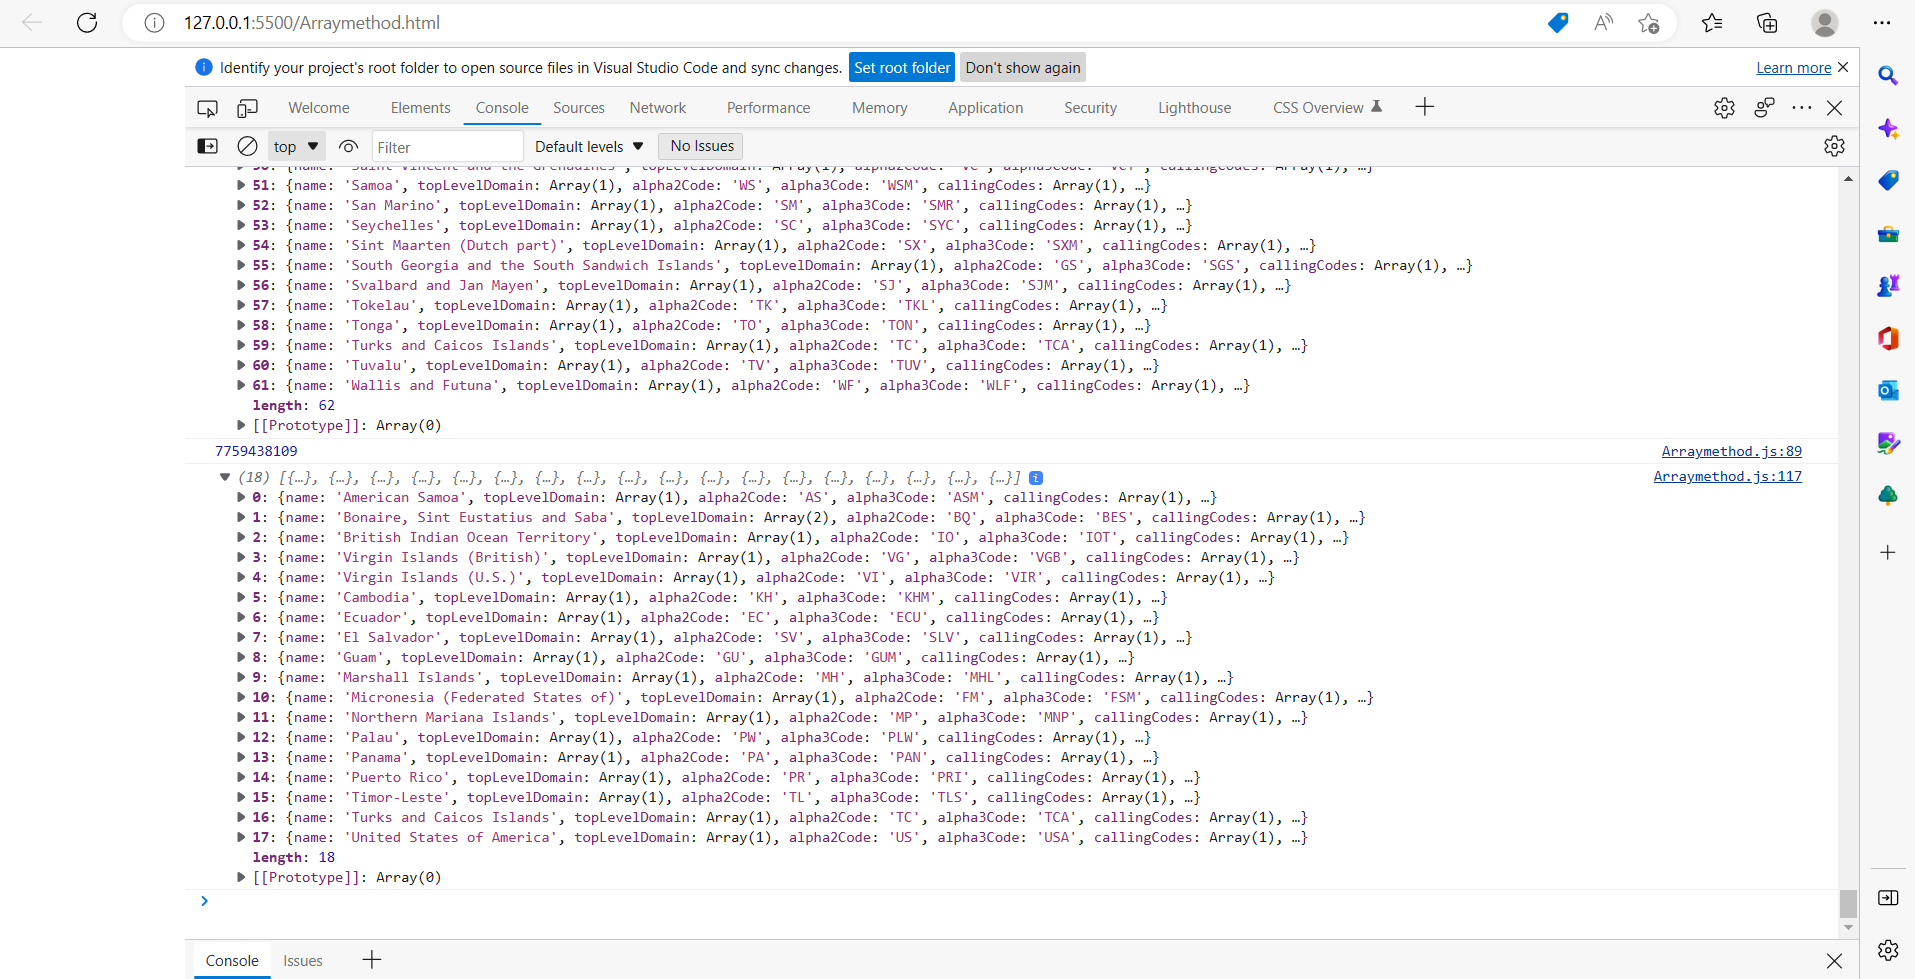 127.0.0.1:5500/Arraymethod.html
Identify your project's root folder to open source files in Visual Studio Code and sync changes. Set root folder Don't show again Learn more
Welcome Elements Console Sources Network Performance Memory Application Security Lighthouse CSS Overview
top Filter Default levels No Issues
50: {name: 'Saint Vincent and the Grenadines', topLevelDomain: Array(1), alpha2Code: 'VC', alpha3Code: 'VCT', callingCodes: Array(1), …}
51: {name: 'Samoa', topLevelDomain: Array(1), alpha2Code: 'WS', alpha3Code: 'WSM', callingCodes: Array(1), …}
52: {name: 'San Marino', topLevelDomain: Array(1), alpha2Code: 'SM', alpha3Code: 'SMR', callingCodes: Array(1), …}
53: {name: 'Seychelles', topLevelDomain: Array(1), alpha2Code: 'SC', alpha3Code: 'SYC', callingCodes: Array(1), …}
54: {name: 'Sint Maarten (Dutch part)', topLevelDomain: Array(1), alpha2Code: 'SX', alpha3Code: 'SXM', callingCodes: Array(1), …}
55: {name: 'South Georgia and the South Sandwich Islands', topLevelDomain: Array(1), alpha2Code: 'GS', alpha3Code: 'SGS', callingCodes: Array(1), …}
56: {name: 'Svalbard and Jan Mayen', topLevelDomain: Array(1), alpha2Code: 'SJ', alpha3Code: 'SJM', callingCodes: Array(1), …}
57: {name: 'Tokelau', topLevelDomain: Array(1), alpha2Code: 'TK', alpha3Code: 'TKL', callingCodes: Array(1), …}
58: {name: 'Tonga', topLevelDomain: Array(1), alpha2Code: 'TO', alpha3Code: 'TON', callingCodes: Array(1), …}
59: {name: 'Turks and Caicos Islands', topLevelDomain: Array(1), alpha2Code: 'TC', alpha3Code: 'TCA', callingCodes: Array(1), …}
60: {name: 'Tuvalu', topLevelDomain: Array(1), alpha2Code: 'TV', alpha3Code: 'TUV', callingCodes: Array(1), …}
61: {name: 'Wallis and Futuna', topLevelDomain: Array(1), alpha2Code: 'WF', alpha3Code: 'WLF', callingCodes: Array(1), …}
length: 62
[[Prototype]]: Array(0)
7759438109 Arraymethod.js:89
(18) [{…}, {…}, {…}, {…}, {…}, {…}, {…}, {…}, {…}, {…}, {…}, {…}, {…}, {…}, {…}, {…}, {…}, {…}] i Arraymethod.js:117
0: {name: 'American Samoa', topLevelDomain: Array(1), alpha2Code: 'AS', alpha3Code: 'ASM', callingCodes: Array(1), …}
1: {name: 'Bonaire, Sint Eustatius and Saba', topLevelDomain: Array(2), alpha2Code: 'BQ', alpha3Code: 'BES', callingCodes: Array(1), …}
2: {name: 'British Indian Ocean Territory', topLevelDomain: Array(1), alpha2Code: 'IO', alpha3Code: 'IOT', callingCodes: Array(1), …}
3: {name: 'Virgin Islands (British)', topLevelDomain: Array(1), alpha2Code: 'VG', alpha3Code: 'VGB', callingCodes: Array(1), …}
4: {name: 'Virgin Islands (U.S.)', topLevelDomain: Array(1), alpha2Code: 'VI', alpha3Code: 'VIR', callingCodes: Array(1), …}
5: {name: 'Cambodia', topLevelDomain: Array(1), alpha2Code: 'KH', alpha3Code: 'KHM', callingCodes: Array(1), …}
6: {name: 'Ecuador', topLevelDomain: Array(1), alpha2Code: 'EC', alpha3Code: 'ECU', callingCodes: Array(1), …}
7: {name: 'El Salvador', topLevelDomain: Array(1), alpha2Code: 'SV', alpha3Code: 'SLV', callingCodes: Array(1), …}
8: {name: 'Guam', topLevelDomain: Array(1), alpha2Code: 'GU', alpha3Code: 'GUM', callingCodes: Array(1), …}
9: {name: 'Marshall Islands', topLevelDomain: Array(1), alpha2Code: 'MH', alpha3Code: 'MHL', callingCodes: Array(1), …}
10: {name: 'Micronesia (Federated States of)', topLevelDomain: Array(1), alpha2Code: 'FM', alpha3Code: 'FSM', callingCodes: Array(1), …}
11: {name: 'Northern Mariana Islands', topLevelDomain: Array(1), alpha2Code: 'MP', alpha3Code: 'MNP', callingCodes: Array(1), …}
12: {name: 'Palau', topLevelDomain: Array(1), alpha2Code: 'PW', alpha3Code: 'PLW', callingCodes: Array(1), …}
13: {name: 'Panama', topLevelDomain: Array(1), alpha2Code: 'PA', alpha3Code: 'PAN', callingCodes: Array(1), …}
14: {name: 'Puerto Rico', topLevelDomain: Array(1), alpha2Code: 'PR', alpha3Code: 'PRI', callingCodes: Array(1), …}
15: {name: 'Timor-Leste', topLevelDomain: Array(1), alpha2Code: 'TL', alpha3Code: 'TLS', callingCodes: Array(1), …}
16: {name: 'Turks and Caicos Islands', topLevelDomain: Array(1), alpha2Code: 'TC', alpha3Code: 'TCA', callingCodes: Array(1), …}
17: {name: 'United States of America', topLevelDomain: Array(1), alpha2Code: 'US', alpha3Code: 'USA', callingCodes: Array(1), …}
length: 18
[[Prototype]]: Array(0)
Console Issues